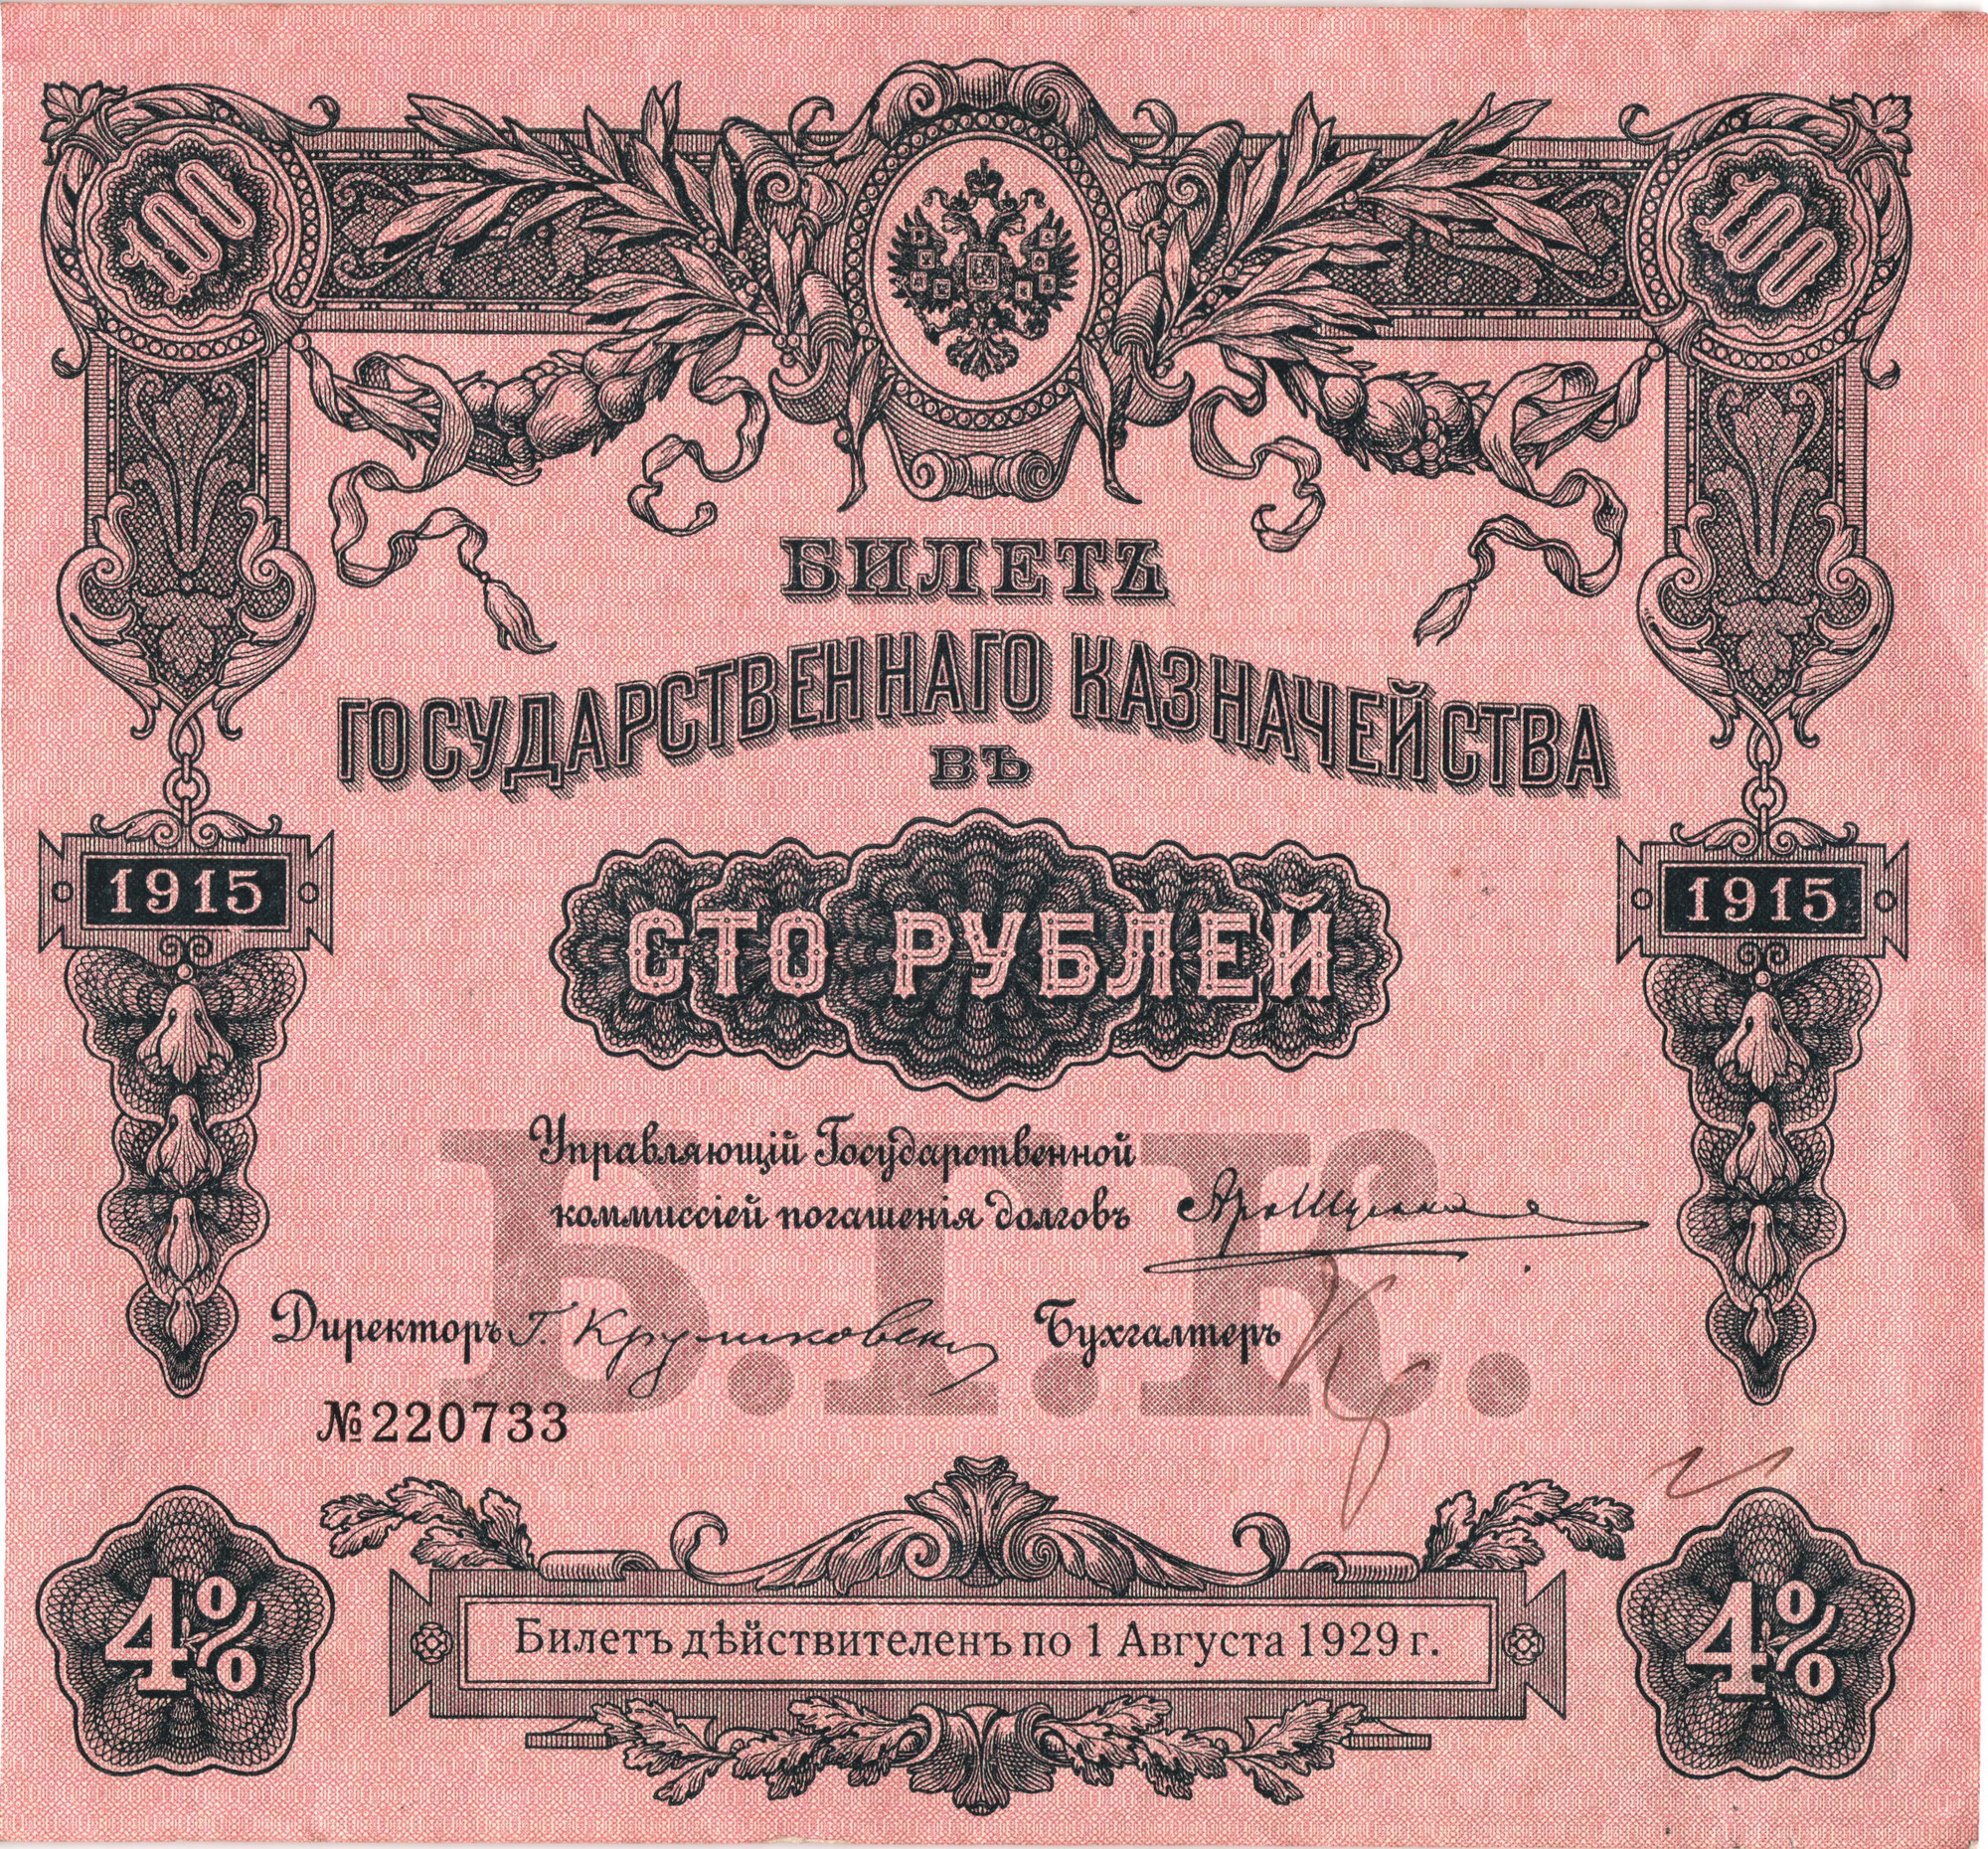 100 100
БИЛЕТЪ
ГОСУДАРСТВЕННАГО КАЗНАЧЕЙСТВА
ВЪ
1915 1915
СТО РУБЛЕЙ
Управляющій Государственной
коммиссіей погашенія долговъ
Б.Г.К.
Директоръ Бухгалтеръ
№220733
4% 4%
Билетъ дѣйствителенъ по 1 Августа 1929 г.